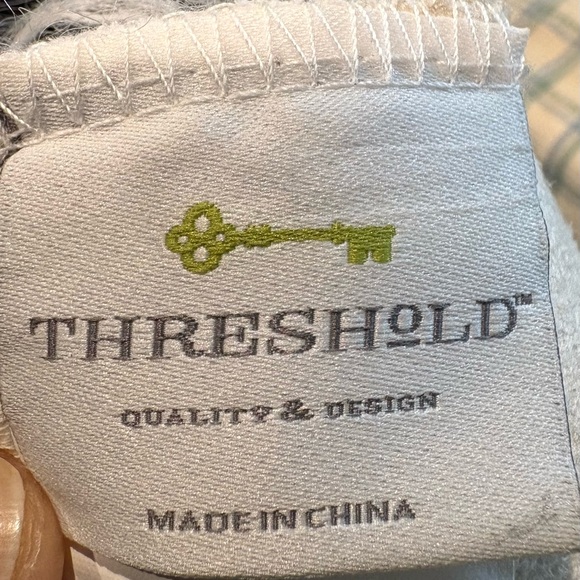 THRESHOLD™
QUALITY & DESIGN
MADE IN CHINA